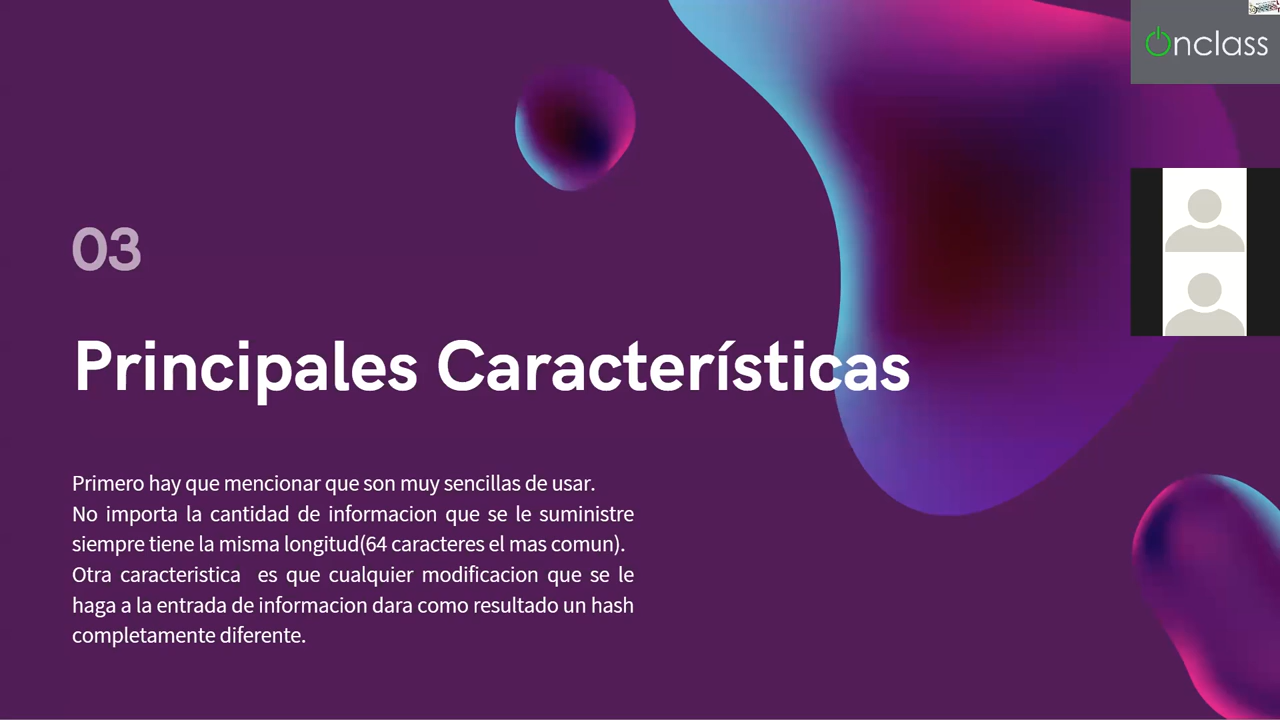 Onclass
03
Principales Características
Primero hay que mencionar que son muy sencillas de usar.
No importa la cantidad de informacion que se le suministre
siempre tiene la misma longitud(64 caracteres el mas comun).
Otra caracteristica es que cualquier modificacion que se le
haga a la entrada de informacion dara como resultado un hash
completamente diferente.